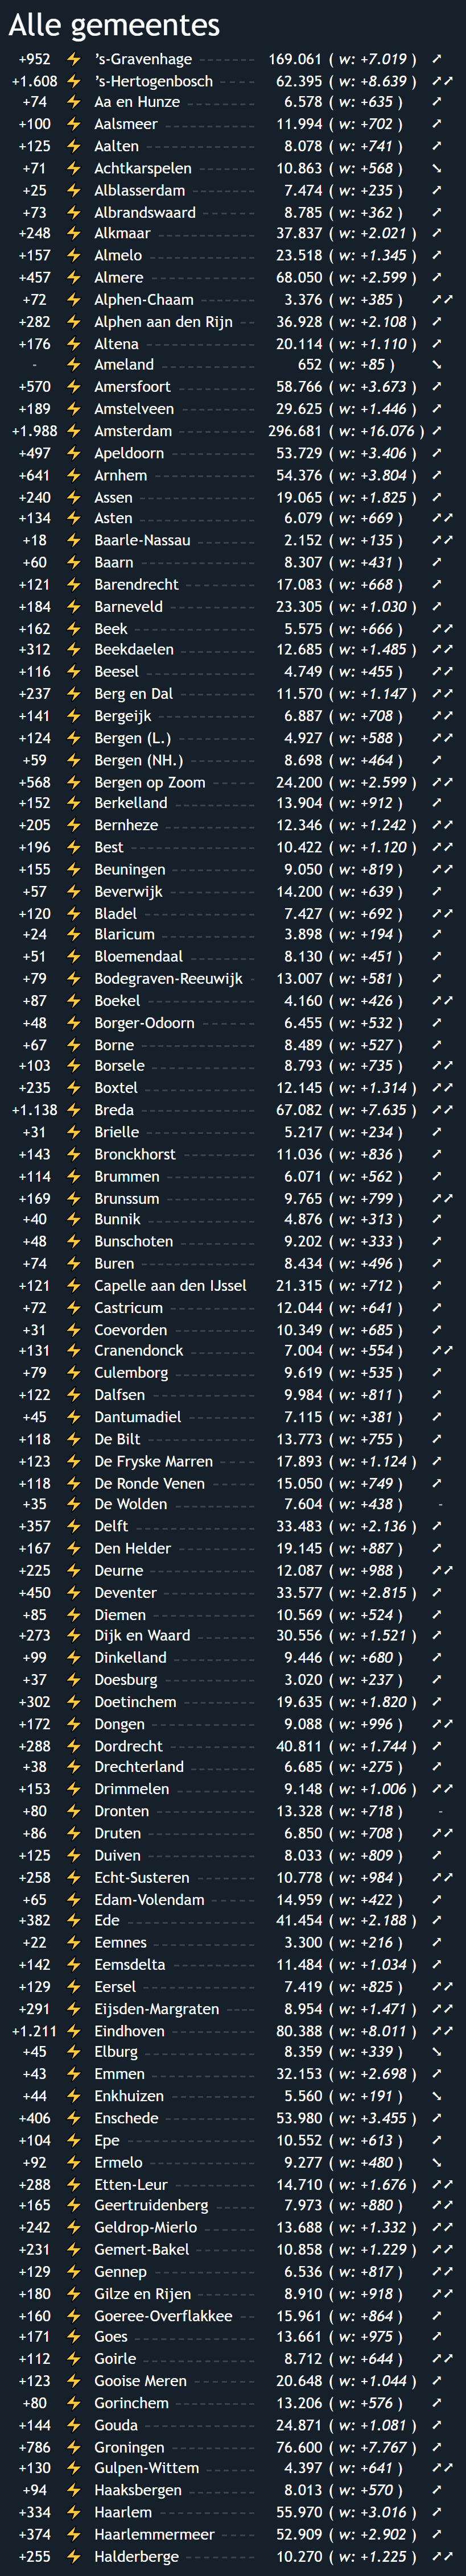 Alle gemeentes
+952 ⚡ ’s-Gravenhage 169.061 ( w: +7.019 ) ↗
+1.608 ⚡ ’s-Hertogenbosch 62.395 ( w: +8.639 ) ↗↗
+74 ⚡ Aa en Hunze 6.578 ( w: +635 ) ↗
+100 ⚡ Aalsmeer 11.994 ( w: +702 ) ↗
+125 ⚡ Aalten 8.078 ( w: +741 ) ↗
+71 ⚡ Achtkarspelen 10.863 ( w: +568 ) ↘
+25 ⚡ Alblasserdam 7.474 ( w: +235 ) ↗
+73 ⚡ Albrandswaard 8.785 ( w: +362 ) ↗
+248 ⚡ Alkmaar 37.837 ( w: +2.021 ) ↗
+157 ⚡ Almelo 23.518 ( w: +1.345 ) ↗
+457 ⚡ Almere 68.050 ( w: +2.599 ) ↗
+72 ⚡ Alphen-Chaam 3.376 ( w: +385 ) ↗↗
+282 ⚡ Alphen aan den Rijn 36.928 ( w: +2.108 ) ↗
+176 ⚡ Altena 20.114 ( w: +1.110 ) ↗
- ⚡ Ameland 652 ( w: +85 ) ↘
+570 ⚡ Amersfoort 58.766 ( w: +3.673 ) ↗
+189 ⚡ Amstelveen 29.625 ( w: +1.446 ) ↗
+1.988 ⚡ Amsterdam 296.681 ( w: +16.076 ) ↗
+497 ⚡ Apeldoorn 53.729 ( w: +3.406 ) ↗
+641 ⚡ Arnhem 54.376 ( w: +3.804 ) ↗
+240 ⚡ Assen 19.065 ( w: +1.825 ) ↗
+134 ⚡ Asten 6.079 ( w: +669 ) ↗↗
+18 ⚡ Baarle-Nassau 2.152 ( w: +135 ) ↗↗
+60 ⚡ Baarn 8.307 ( w: +431 ) ↗
+121 ⚡ Barendrecht 17.083 ( w: +668 ) ↗
+184 ⚡ Barneveld 23.305 ( w: +1.030 ) ↗
+162 ⚡ Beek 5.575 ( w: +666 ) ↗↗
+312 ⚡ Beekdaelen 12.685 ( w: +1.485 ) ↗↗
+116 ⚡ Beesel 4.749 ( w: +455 ) ↗↗
+237 ⚡ Berg en Dal 11.570 ( w: +1.147 ) ↗↗
+141 ⚡ Bergeijk 6.887 ( w: +708 ) ↗↗
+124 ⚡ Bergen (L.) 4.927 ( w: +588 ) ↗↗
+59 ⚡ Bergen (NH.) 8.698 ( w: +464 ) ↗
+568 ⚡ Bergen op Zoom 24.200 ( w: +2.599 ) ↗↗
+152 ⚡ Berkelland 13.904 ( w: +912 ) ↗
+205 ⚡ Bernheze 12.346 ( w: +1.242 ) ↗↗
+196 ⚡ Best 10.422 ( w: +1.120 ) ↗↗
+155 ⚡ Beuningen 9.050 ( w: +819 ) ↗↗
+57 ⚡ Beverwijk 14.200 ( w: +639 ) ↗
+120 ⚡ Bladel 7.427 ( w: +692 ) ↗↗
+24 ⚡ Blaricum 3.898 ( w: +194 ) ↗
+51 ⚡ Bloemendaal 8.130 ( w: +451 ) ↗
+79 ⚡ Bodegraven-Reeuwijk 13.007 ( w: +581 ) ↗
+87 ⚡ Boekel 4.160 ( w: +426 ) ↗↗
+48 ⚡ Borger-Odoorn 6.455 ( w: +532 ) ↗
+67 ⚡ Borne 8.489 ( w: +527 ) ↗
+103 ⚡ Borsele 8.793 ( w: +735 ) ↗↗
+235 ⚡ Boxtel 12.145 ( w: +1.314 ) ↗↗
+1.138 ⚡ Breda 67.082 ( w: +7.635 ) ↗↗
+31 ⚡ Brielle 5.217 ( w: +234 ) ↗
+143 ⚡ Bronckhorst 11.036 ( w: +836 ) ↗
+114 ⚡ Brummen 6.071 ( w: +562 ) ↗
+169 ⚡ Brunssum 9.765 ( w: +799 ) ↗↗
+40 ⚡ Bunnik 4.876 ( w: +313 ) ↗
+48 ⚡ Bunschoten 9.202 ( w: +333 ) ↗
+74 ⚡ Buren 8.434 ( w: +496 ) ↗
+121 ⚡ Capelle aan den IJssel 21.315 ( w: +712 ) ↗
+72 ⚡ Castricum 12.044 ( w: +641 ) ↗
+31 ⚡ Coevorden 10.349 ( w: +685 ) ↗
+131 ⚡ Cranendonck 7.004 ( w: +554 ) ↗↗
+79 ⚡ Culemborg 9.619 ( w: +535 ) ↗
+122 ⚡ Dalfsen 9.984 ( w: +811 ) ↗
+45 ⚡ Dantumadiel 7.115 ( w: +381 ) ↗
+118 ⚡ De Bilt 13.773 ( w: +755 ) ↗
+123 ⚡ De Fryske Marren 17.893 ( w: +1.124 ) ↗
+118 ⚡ De Ronde Venen 15.050 ( w: +749 ) ↗
+35 ⚡ De Wolden 7.604 ( w: +438 ) -
+357 ⚡ Delft 33.483 ( w: +2.136 ) ↗
+167 ⚡ Den Helder 19.145 ( w: +887 ) ↗
+225 ⚡ Deurne 12.087 ( w: +988 ) ↗↗
+450 ⚡ Deventer 33.577 ( w: +2.815 ) ↗
+85 ⚡ Diemen 10.569 ( w: +524 ) ↗
+273 ⚡ Dijk en Waard 30.556 ( w: +1.521 ) ↗
+99 ⚡ Dinkelland 9.446 ( w: +680 ) ↗
+37 ⚡ Doesburg 3.020 ( w: +237 ) ↗
+302 ⚡ Doetinchem 19.635 ( w: +1.820 ) ↗
+172 ⚡ Dongen 9.088 ( w: +996 ) ↗↗
+288 ⚡ Dordrecht 40.811 ( w: +1.744 ) ↗
+38 ⚡ Drechterland 6.685 ( w: +275 ) ↗
+153 ⚡ Drimmelen 9.148 ( w: +1.006 ) ↗↗
+80 ⚡ Dronten 13.328 ( w: +718 ) -
+86 ⚡ Druten 6.850 ( w: +708 ) ↗↗
+125 ⚡ Duiven 8.033 ( w: +809 ) ↗
+258 ⚡ Echt-Susteren 10.778 ( w: +984 ) ↗↗
+65 ⚡ Edam-Volendam 14.959 ( w: +422 ) ↗
+382 ⚡ Ede 41.454 ( w: +2.188 ) ↗
+22 ⚡ Eemnes 3.300 ( w: +216 ) ↗
+142 ⚡ Eemsdelta 11.484 ( w: +1.034 ) ↗
+129 ⚡ Eersel 7.419 ( w: +825 ) ↗↗
+291 ⚡ Eijsden-Margraten 8.954 ( w: +1.471 ) ↗↗
+1.211 ⚡ Eindhoven 80.388 ( w: +8.011 ) ↗↗
+45 ⚡ Elburg 8.359 ( w: +339 ) ↘
+43 ⚡ Emmen 32.153 ( w: +2.698 ) ↗
+44 ⚡ Enkhuizen 5.560 ( w: +191 ) ↘
+406 ⚡ Enschede 53.980 ( w: +3.455 ) ↗
+104 ⚡ Epe 10.552 ( w: +613 ) ↗
+92 ⚡ Ermelo 9.277 ( w: +480 ) ↘
+288 ⚡ Etten-Leur 14.710 ( w: +1.676 ) ↗↗
+165 ⚡ Geertruidenberg 7.973 ( w: +880 ) ↗↗
+242 ⚡ Geldrop-Mierlo 13.688 ( w: +1.332 ) ↗↗
+231 ⚡ Gemert-Bakel 10.858 ( w: +1.229 ) ↗↗
+129 ⚡ Gennep 6.536 ( w: +817 ) ↗↗
+180 ⚡ Gilze en Rijen 8.910 ( w: +918 ) ↗↗
+160 ⚡ Goeree-Overflakkee 15.961 ( w: +864 ) ↗
+171 ⚡ Goes 13.661 ( w: +975 ) ↗
+112 ⚡ Goirle 8.712 ( w: +644 ) ↗↗
+123 ⚡ Gooise Meren 20.648 ( w: +1.044 ) ↗
+80 ⚡ Gorinchem 13.206 ( w: +576 ) ↗
+144 ⚡ Gouda 24.871 ( w: +1.081 ) ↗
+786 ⚡ Groningen 76.600 ( w: +7.767 ) ↗
+130 ⚡ Gulpen-Wittem 4.397 ( w: +641 ) ↗↗
+94 ⚡ Haaksbergen 8.013 ( w: +570 ) ↗
+334 ⚡ Haarlem 55.970 ( w: +3.016 ) ↗
+374 ⚡ Haarlemmermeer 52.909 ( w: +2.902 ) ↗
+255 ⚡ Halderberge 10.270 ( w: +1.225 ) ↗↗